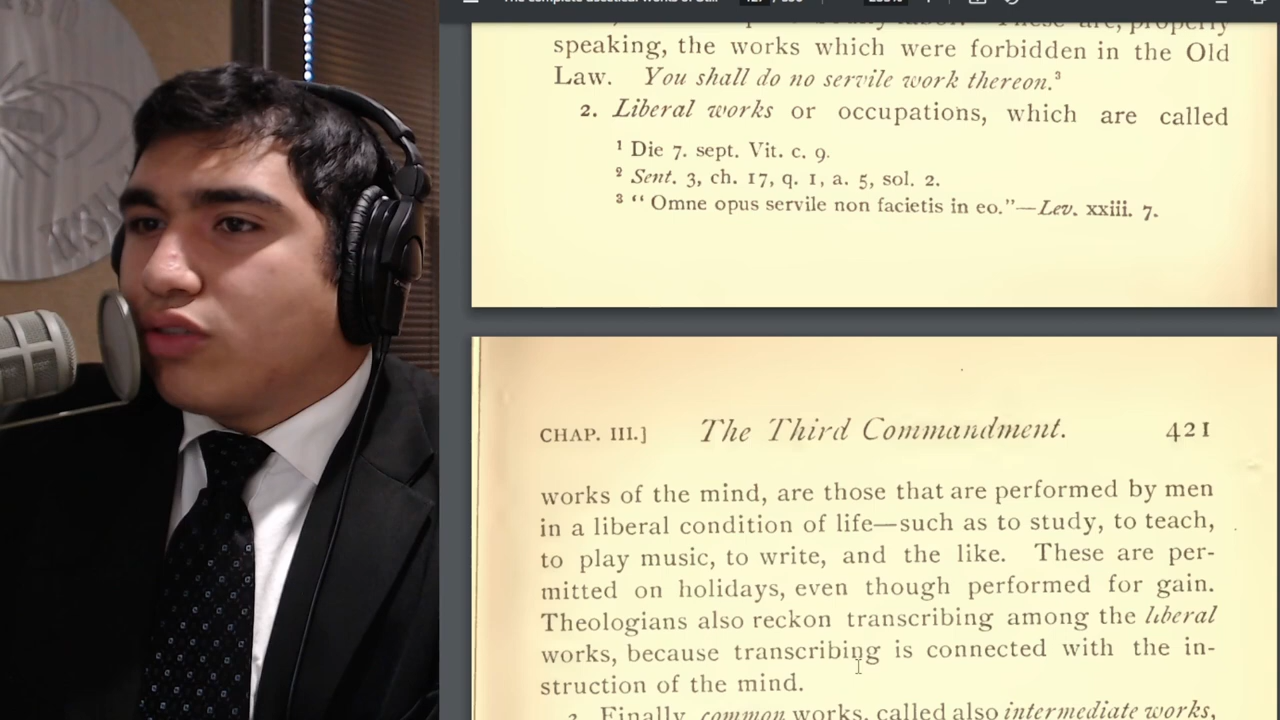 speaking, the works which were forbidden in the Old
Law. You shall do no servile work thereon.³
2. Liberal works or occupations, which are called
¹ Die 7. sept. Vit. c. 9.
² Sent. 3, ch. 17, q. 1, a. 5, sol. 2.
³ “ Omne opus servile non facietis in eo.”—Lev. xxiii. 7.
CHAP. III.] The Third Commandment. 421
works of the mind, are those that are performed by men
in a liberal condition of life—such as to study, to teach,
to play music, to write, and the like. These are per-
mitted on holidays, even though performed for gain.
Theologians also reckon transcribing among the liberal
works, because transcribing is connected with the in-
struction of the mind.
Finally, common works, called also intermediate works,